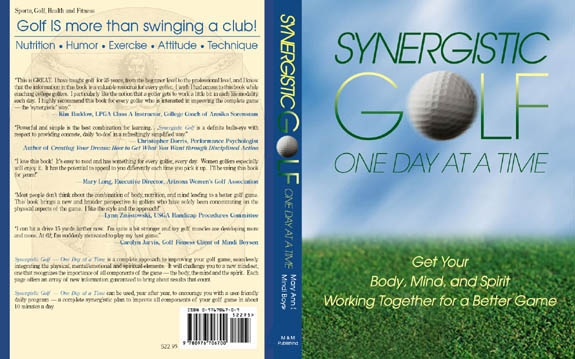 Sports, Golf, Health and Fitness
Golf IS more than swinging a club!
Nutrition • Humor • Exercise • Attitude • Technique
"This is GREAT. I have taught golf for 25 years, from the beginner level to the professional level, and I know
that the information in this book is a valuable resource for every golfer. I wish I had access to this book while
coaching college golfers. I particularly like the notion that a golfer gets to work a little bit in each life modality
each day. I highly recommend this book for every golfer who is interested in improving the complete game
— the 'synergistic' way."
— Kim Haddow, LPGA Class A Instructor, College Coach of Annika Sorenstam
"Powerful and simple is the best combination for learning. Synergistic Golf is a definite bulls-eye with
respect to providing concrete, daily 'to-dos' in a refreshingly simplified way."
— Christopher Dorris, Performance Psychologist
Author of Creating Your Dream: How to Get What You Want through Disciplined Action
"I love this book! It's easy to read and has something for every golfer, every day. Women golfers especially
will enjoy it. It has the potential to appeal to you differently each time you pick it up. I'll be using this book
for years!"
— Mary Long, Executive Director, Arizona Women's Golf Association
"Most people don't think about the combination of body, nutrition, and mind leading to a better golf game.
This book brings a new and broader perspective to golfers who have solely been concentrating on the
physical aspects of the game. I like the style and the approach!"
— USGA Handicap Procedures Committee
"I can hit a drive 15 yards further now. I'm quite a bit stronger and my golf muscles are developing more
and more. At 62, I'm suddenly motivated to play my best game."
— Carolyn Jarvis, Golf Fitness Client of Mindi Boysen
Synergistic Golf — One Day at a Time is a complete approach to improving your golf game, seamlessly
integrating the physical, mental/emotional and spiritual elements. It will challenge you to a new mindset,
one that recognizes the importance of all components of the game — the body, the mind and the spirit. Each
page offers an array of new information guaranteed to bring about results that count.
Synergistic Golf — One Day at a Time can be used, year after year, to encourage you with a user friendly
daily program — a complete synergistic plan to improve all components of your golf game in about
10 minutes a day.
$22.95
9 780976 706700
SYNERGISTIC
GOLF
ONE DAY AT A TIME
Mary Ann
Mindi Boys
M & M
Publishing
SYNERGISTIC
GOLF
ONE DAY AT A TIME
Get Your
Body, Mind, and Spirit
Working Together for a Better Game